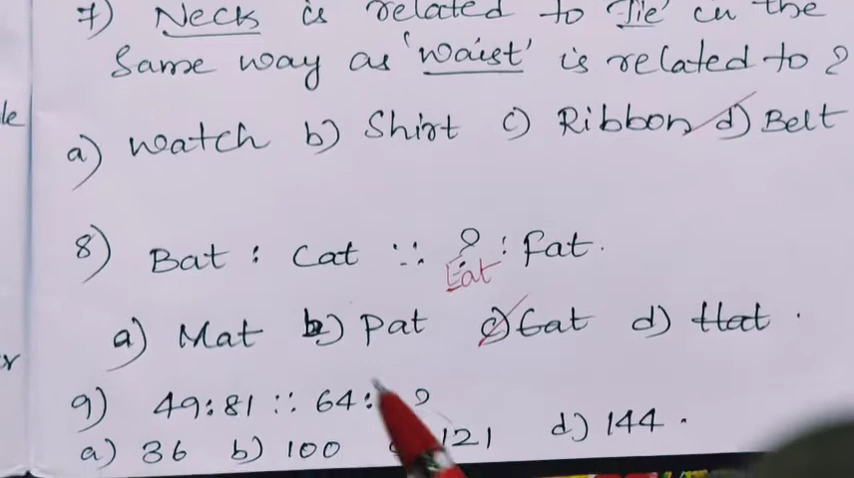 7) Neck is related to 'Tie' in the
Same way as 'waist' is related to ?
le
a) watch b) Shirt c) Ribbon d) Belt
8) Bat : Cat :: ? : fat.
Eat
a) Mat b) Pat c) Eat d) Hat .
r
9) 49:81 :: 64: ?
a) 36 b) 100 121 d) 144 .